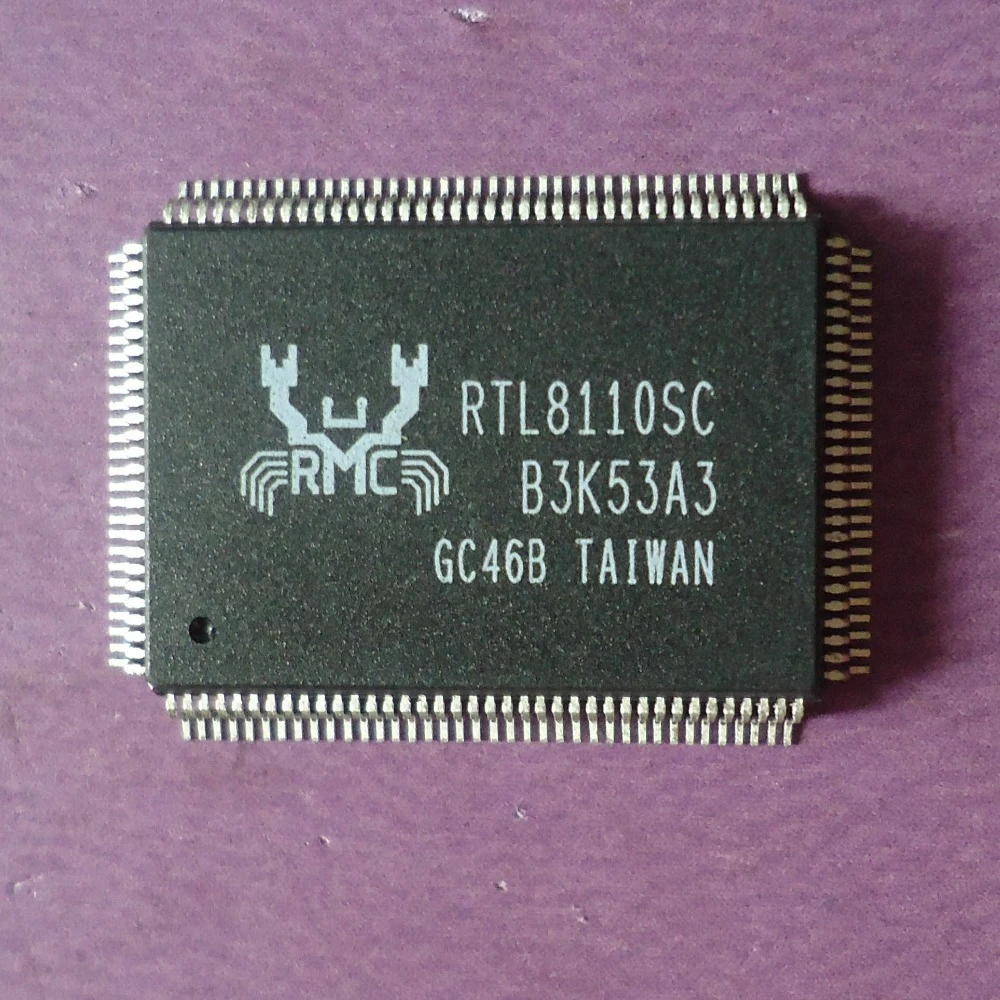 RTL8110SC
RMC
B3K53A3
GC46B TAIWAN